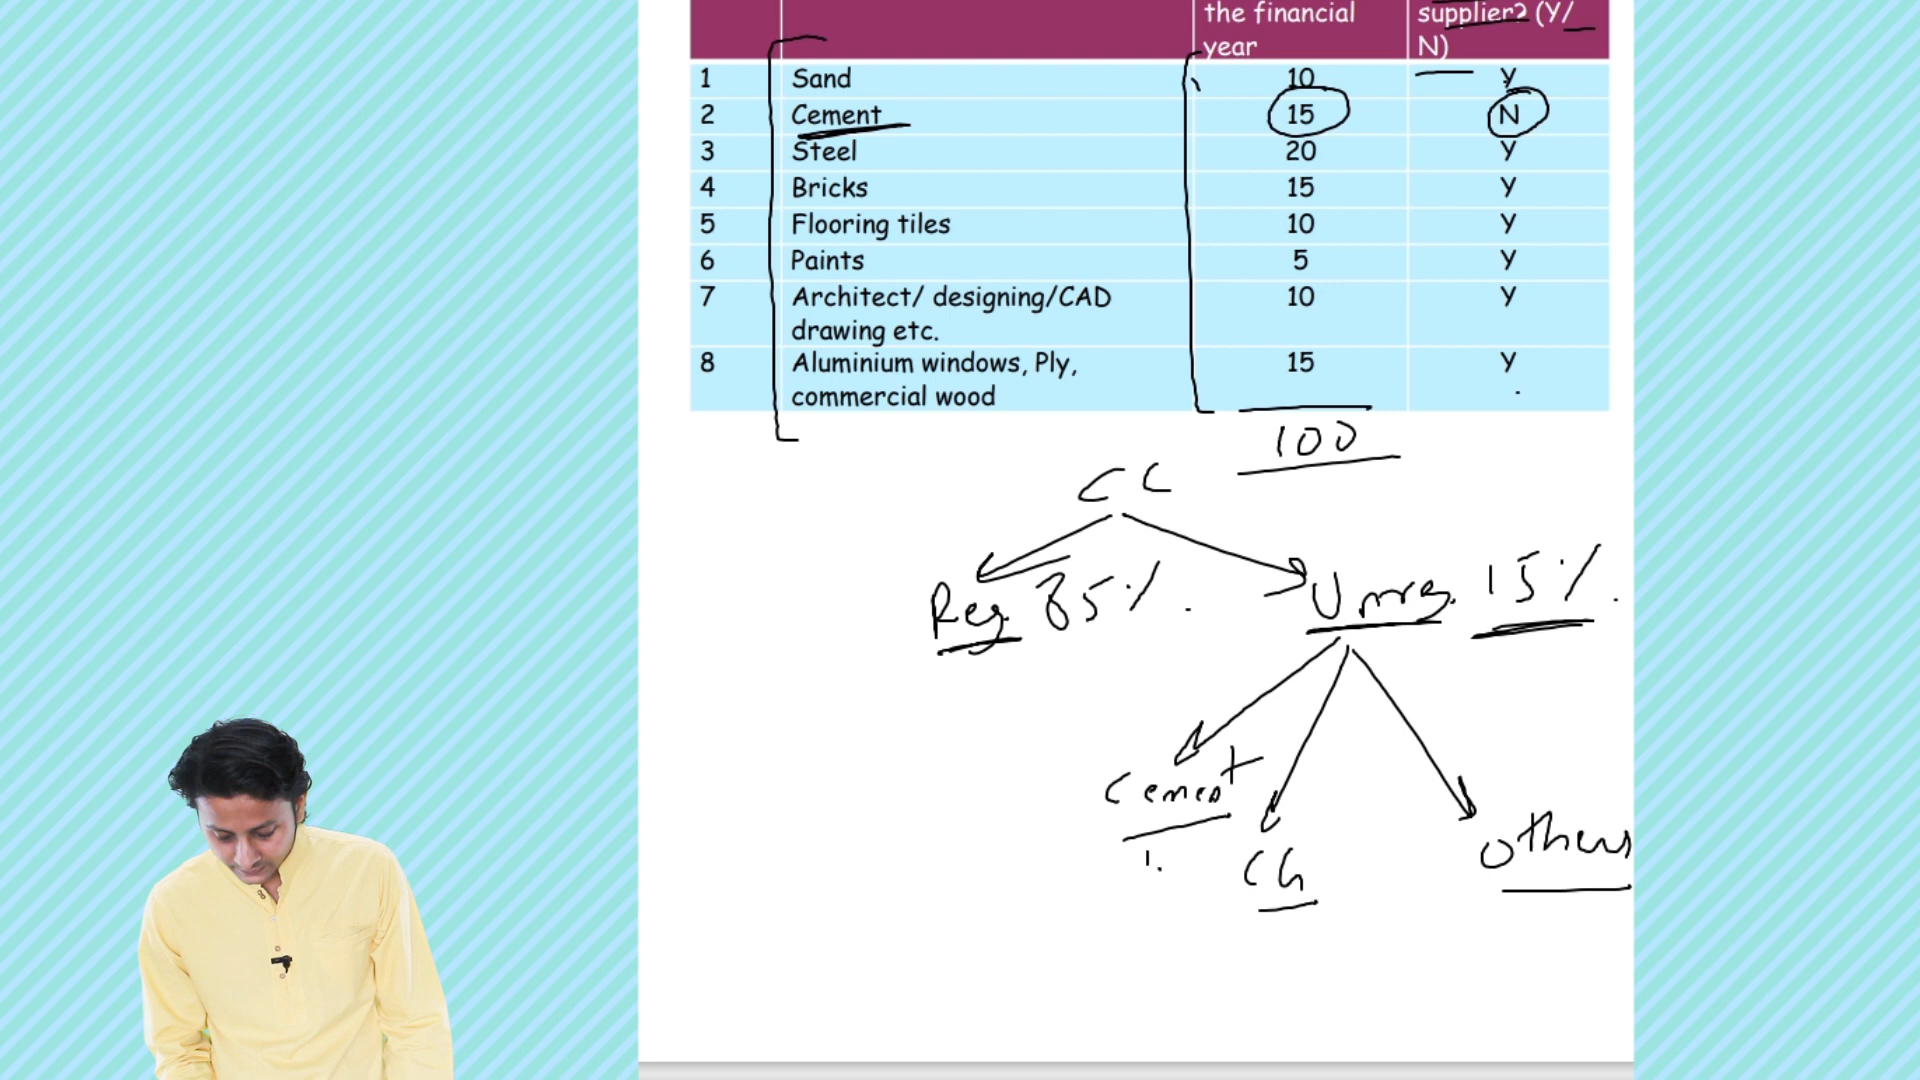 the financial supplier? (Y/
year N)
1 Sand 10 Y
2 Cement 15 N
3 Steel 20 Y
4 Bricks 15 Y
5 Flooring tiles 10 Y
6 Paints 5 Y
7 Architect/ designing/CAD 10 Y
drawing etc.
8 Aluminium windows, Ply, 15 Y
commercial wood
100
CC
Reg. 85%. Unreg. 15%.
Cement
1. CG Others